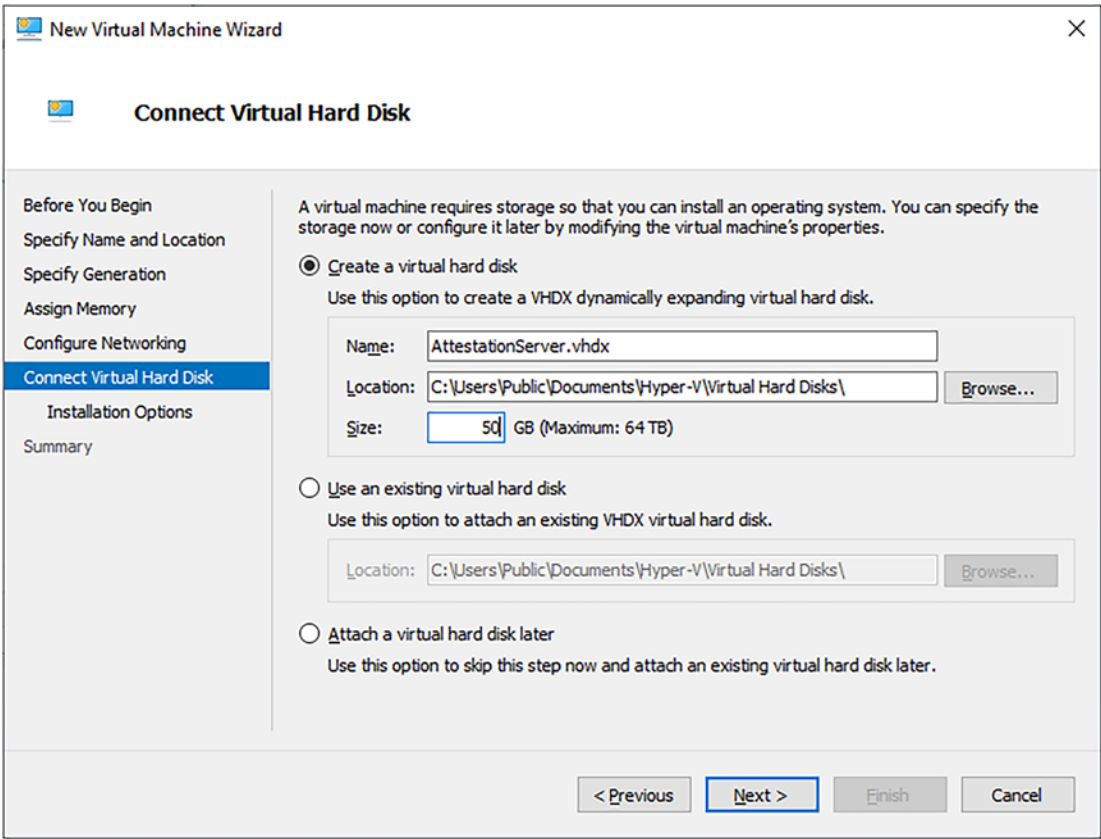 New Virtual Machine Wizard
Connect Virtual Hard Disk
Before You Begin
Specify Name and Location
Specify Generation
Assign Memory
Configure Networking
Connect Virtual Hard Disk
Installation Options
Summary
A virtual machine requires storage so that you can install an operating system. You can specify the
storage now or configure it later by modifying the virtual machine's properties.
Create a virtual hard disk
Use this option to create a VHDX dynamically expanding virtual hard disk.
Name: AttestationServer.vhdx
Location: C:\Users\Public\Documents\Hyper-V\Virtual Hard Disks\ Browse...
Size: 50 GB (Maximum: 64 TB)
Use an existing virtual hard disk
Use this option to attach an existing VHDX virtual hard disk.
Location: C:\Users\Public\Documents\Hyper-V\Virtual Hard Disks\ Browse...
Attach a virtual hard disk later
Use this option to skip this step now and attach an existing virtual hard disk later.
< Previous Next > Finish Cancel